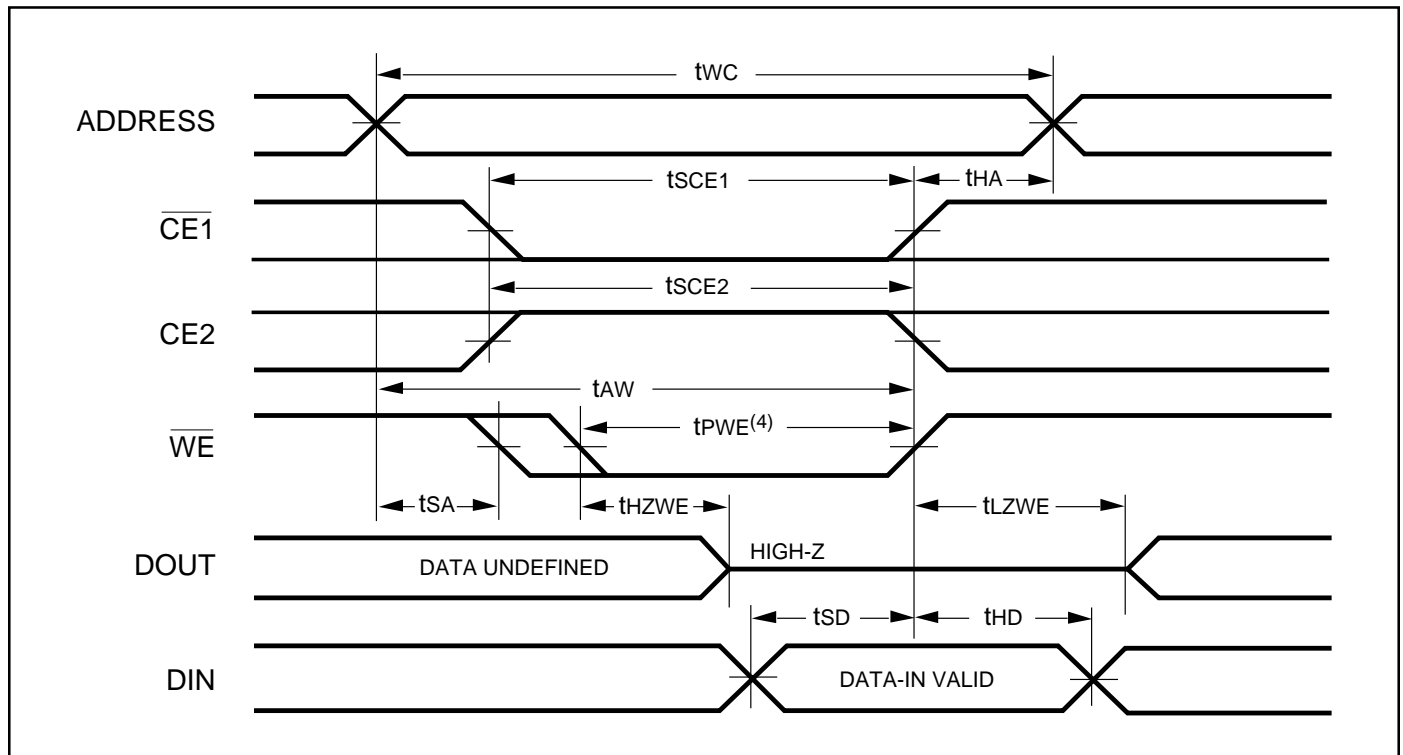 tWC
ADDRESS
tSCE1
tHA
CE1
tSCE2
CE2
tAW
WE
tPWE(4)
tSA
tHZWE
tLZWE
DOUT
DATA UNDEFINED
HIGH-Z
tSD
tHD
DIN
DATA-IN VALID